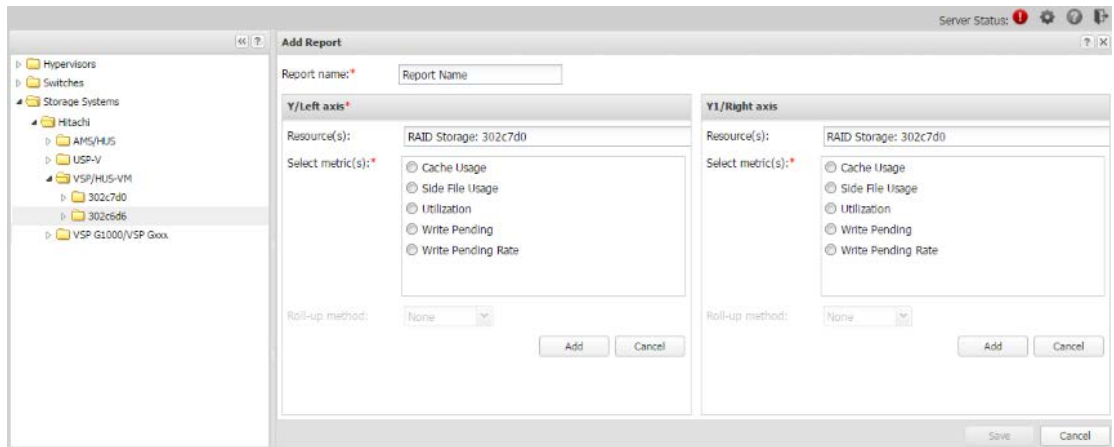 Server Status:
Add Report
Hypervisors
Switches
Storage Systems
Hitachi
AMS/HUS
USP-V
VSP/HUS-VM
302c7d0
302c6d6
VSP G1000/VSP Gxxx
Report name:* Report Name
Y/Left axis*
Resource(s): RAID Storage: 302c7d0
Select metric(s):*
Cache Usage
Side File Usage
Utilization
Write Pending
Write Pending Rate
Roll-up method: None
Add Cancel
Y1/Right axis
Resource(s): RAID Storage: 302c7d0
Select metric(s):*
Cache Usage
Side File Usage
Utilization
Write Pending
Write Pending Rate
Roll-up method: None
Add Cancel
Save Cancel